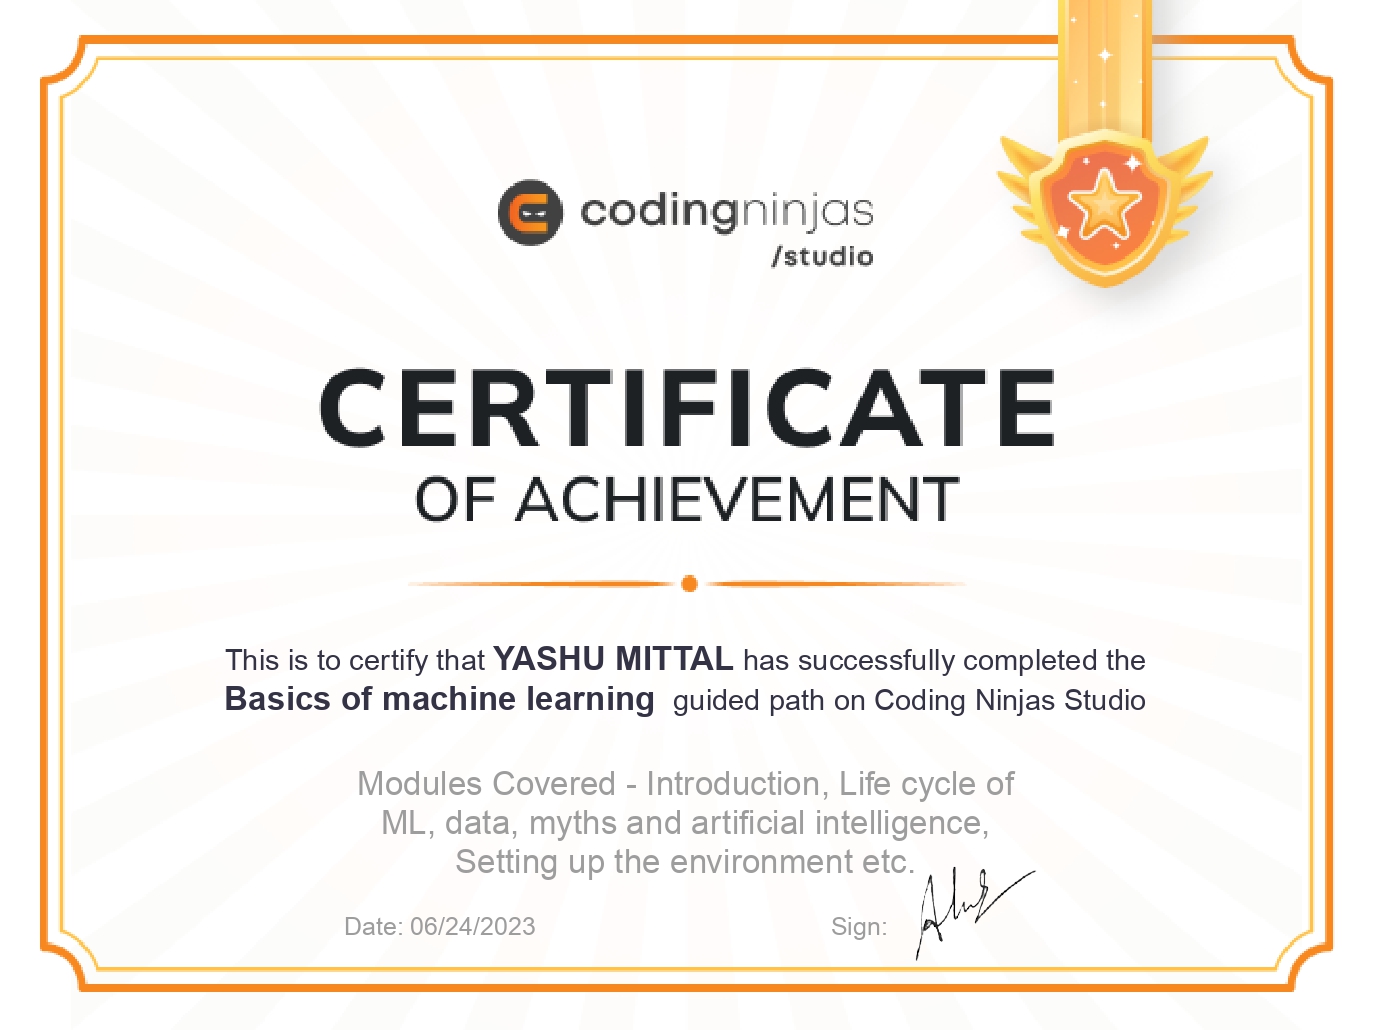 codingninjas
/studio
CERTIFICATE
OF ACHIEVEMENT
This is to certify that YASHU MITTAL has successfully completed the
Basics of machine learning guided path on Coding Ninjas Studio
Modules Covered - Introduction, Life cycle of
ML, data, myths and artificial intelligence,
Setting up the environment etc.
Date: 06/24/2023
Sign: